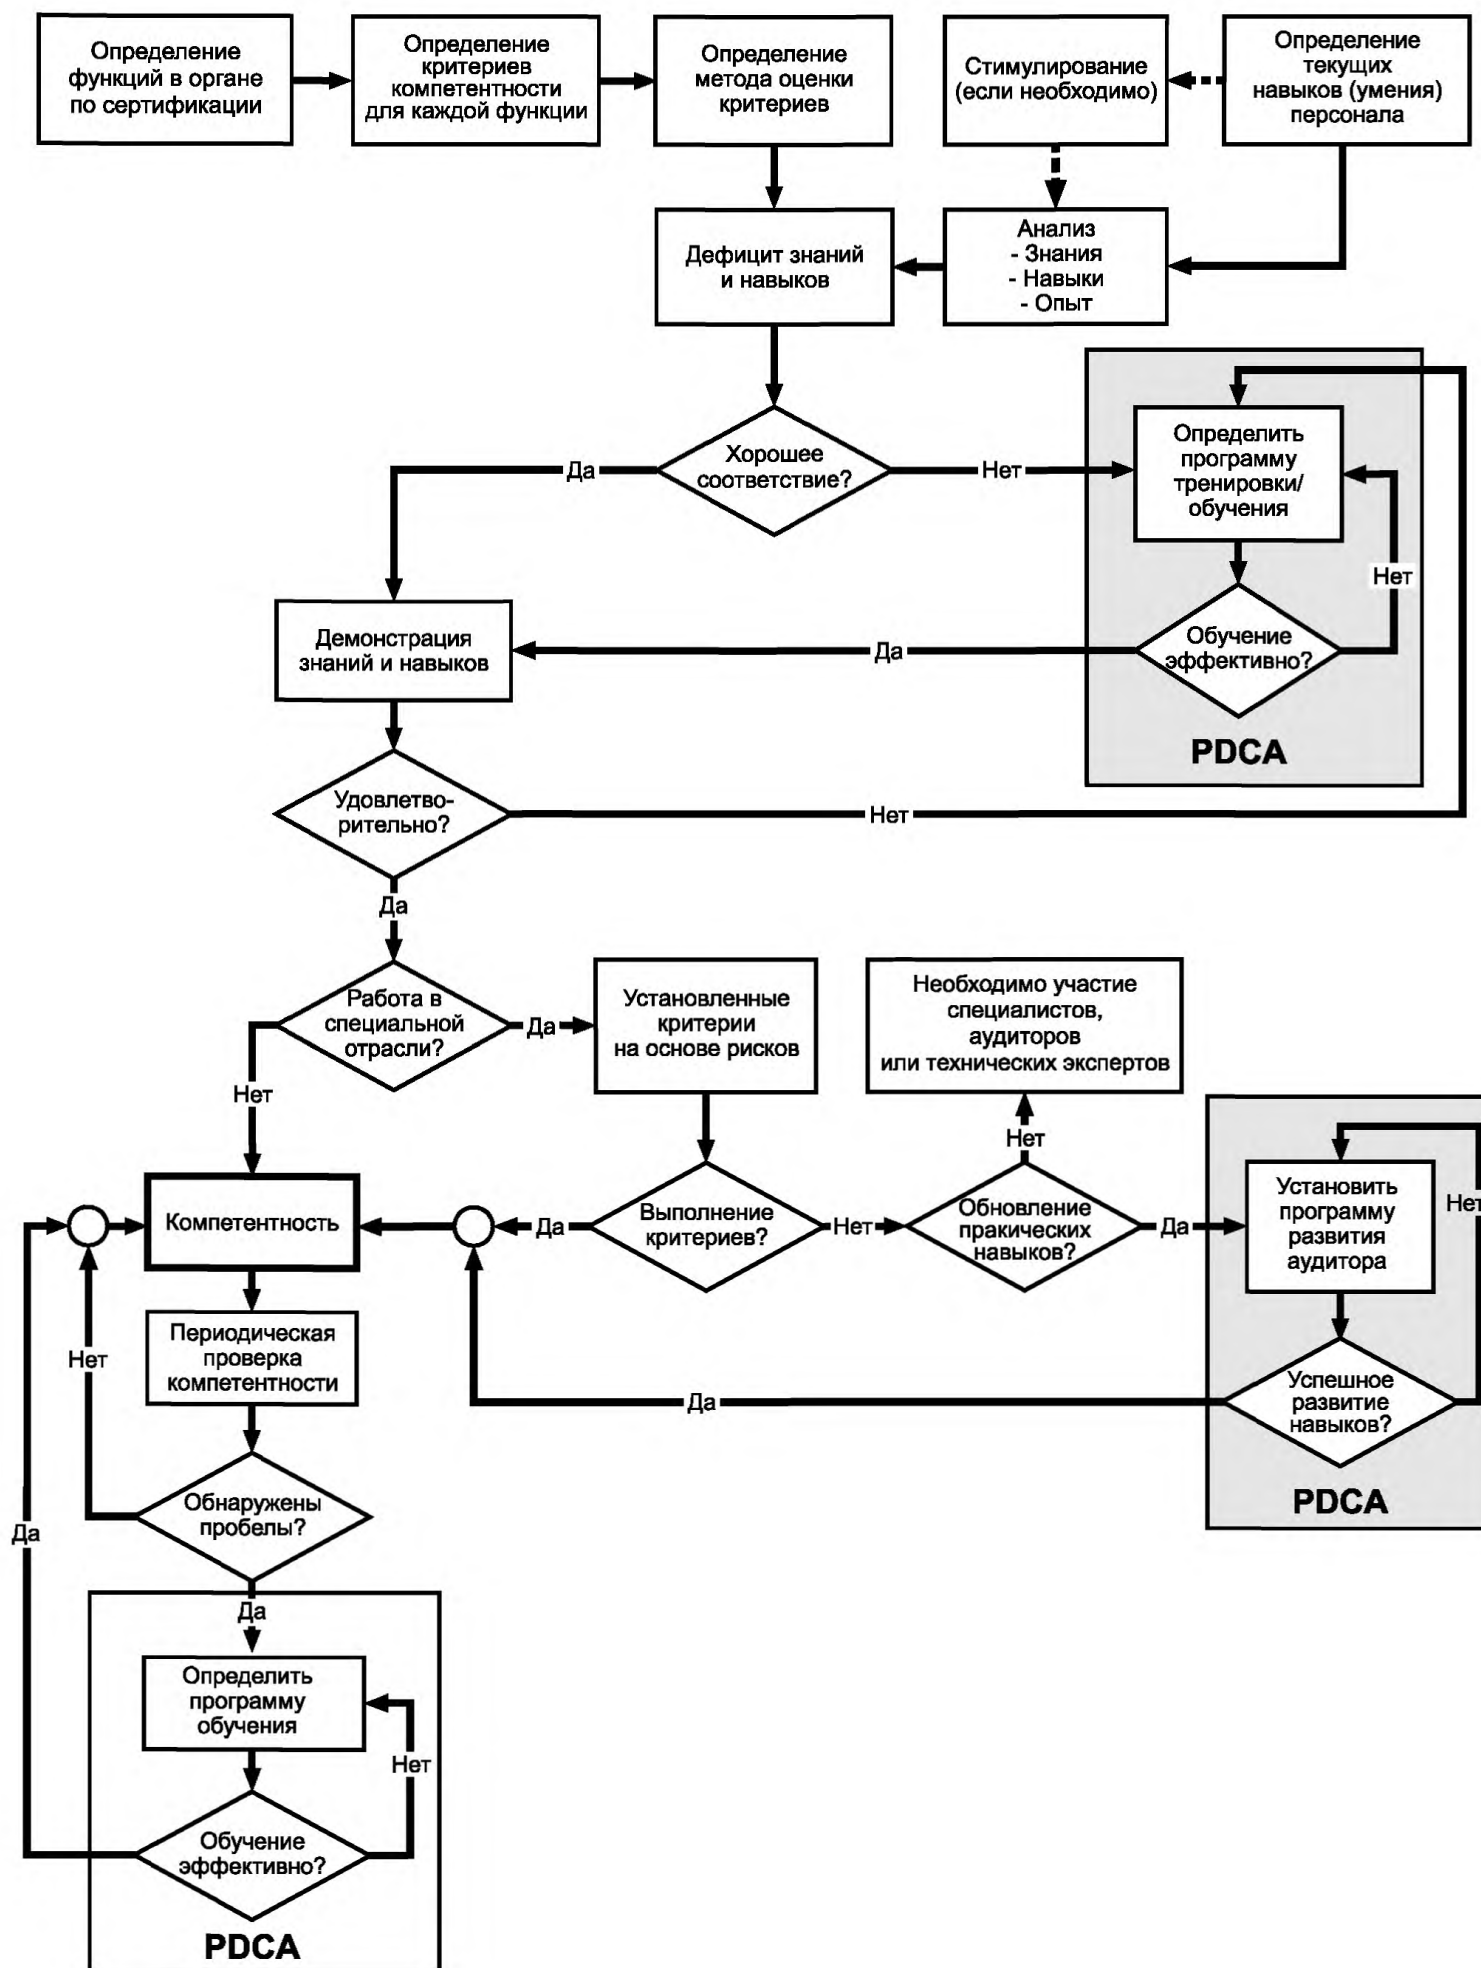 Определение
функций в органе
по сертификации
Определение
критериев
компетентности
для каждой функции
Определение
метода оценки
критериев
Стимулирование
(если необходимо)
Определение
текущих
навыков (умения)
персонала
Дефицит знаний
и навыков
Анализ
- Знания
- Навыки
- Опыт
Хорошее
соответствие?
Да
Нет
Определить
программу
тренировки/
обучения
Нет
Демонстрация
знаний и навыков
Да
Обучение
эффективно?
PDCA
Удовлетво-
рительно?
Нет
Да
Работа в
специальной
отрасли?
Да
Нет
Установленные
критерии
на основе рисков
Необходимо участие
специалистов,
аудиторов
или технических экспертов
Нет
Компетентность
Да
Выполнение
критериев?
Нет
Обновление
пракических
навыков?
Да
Установить
программу
развития
аудитора
Нет
Периодическая
проверка
компетентности
Нет
Да
Успешное
развитие
навыков?
PDCA
Обнаружены
пробелы?
Да
Да
Определить
программу
обучения
Нет
Обучение
эффективно?
PDCA